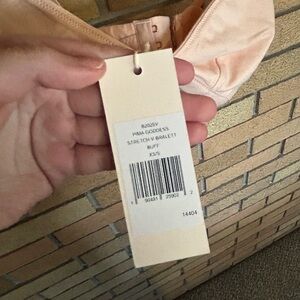 B2025V
PIMA GODDESS
STRETCH V BRALETT
BUFF
XS/S
14404